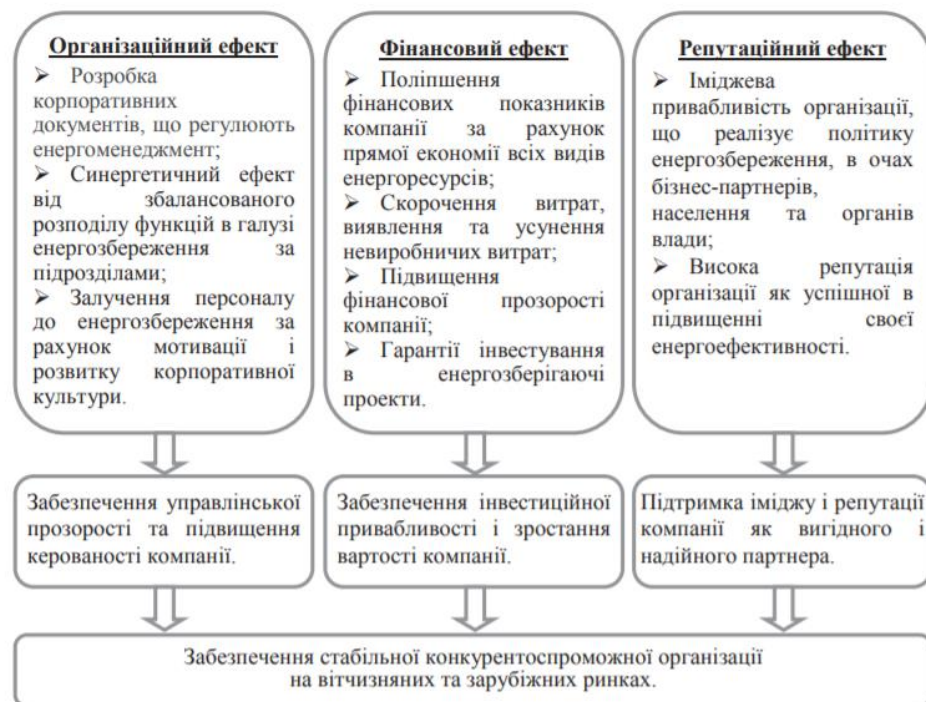 Організаційний ефект
➢ Розробка
корпоративних
документів, що регулюють
енергоменеджмент;
➢ Синергетичний ефект
від збалансованого
розподілу функцій в галузі
енергозбереження за
підрозділами;
➢ Залучення персоналу
до енергозбереження за
рахунок мотивації і
розвитку корпоративної
культури.
Фінансовий ефект
➢ Поліпшення
фінансових показників
компанії за рахунок
прямої економії всіх видів
енергоресурсів;
➢ Скорочення витрат,
виявлення та усунення
невиробничих витрат;
➢ Підвищення
фінансової прозорості
компанії;
➢ Гарантії інвестування
в енергозберігаючі
проекти.
Репутаційний ефект
➢ Іміджева
привабливість організації,
що реалізує політику
енергозбереження, в очах
бізнес-партнерів,
населення та органів
влади;
➢ Висока репутація
організації як успішної в
підвищенні своєї
енергоефективності.
Забезпечення управлінської
прозорості та підвищення
керованості компанії.
Забезпечення інвестиційної
привабливості і зростання
вартості компанії.
Підтримка іміджу і репутації
компанії як вигідного і
надійного партнера.
Забезпечення стабільної конкурентоспроможної організації
на вітчизняних та зарубіжних ринках.